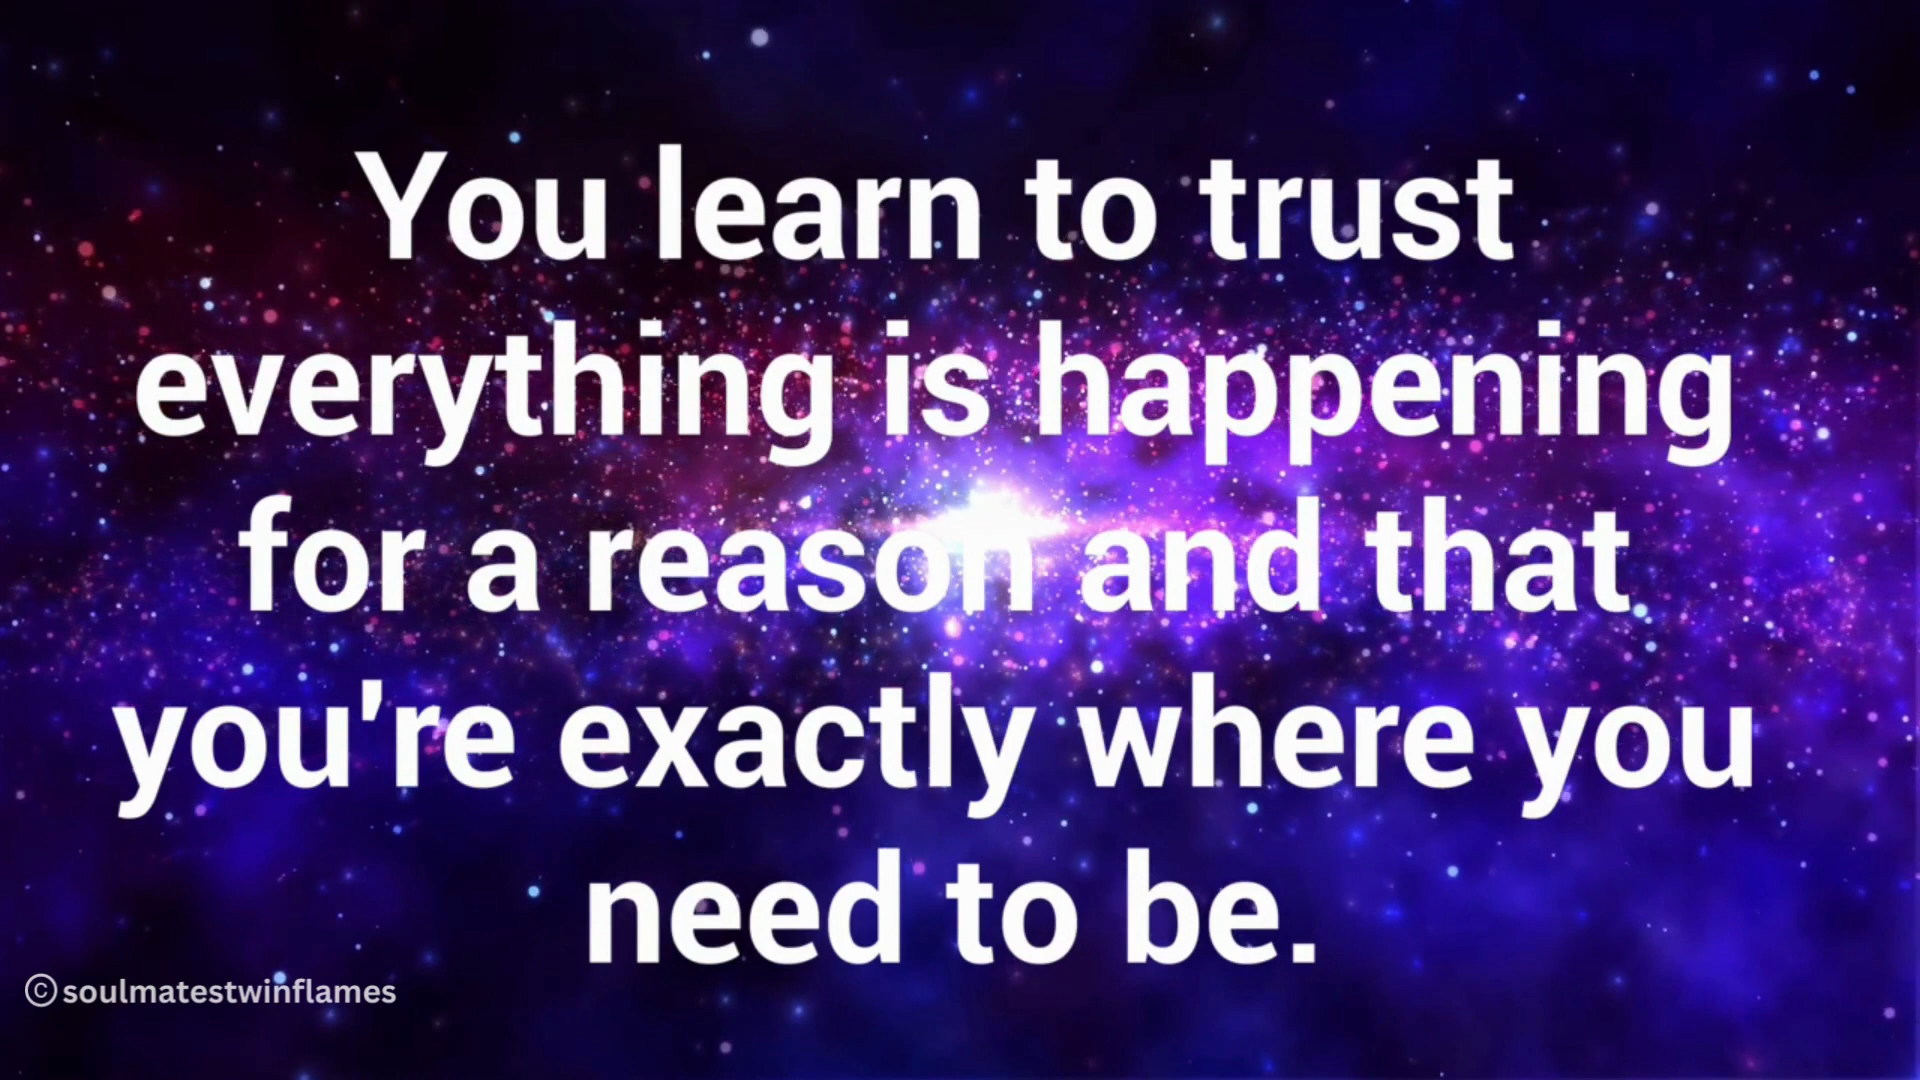 You learn to trust
everything is happening
for a reason and that
you're exactly where you
need to be.
©soulmatestwinflames